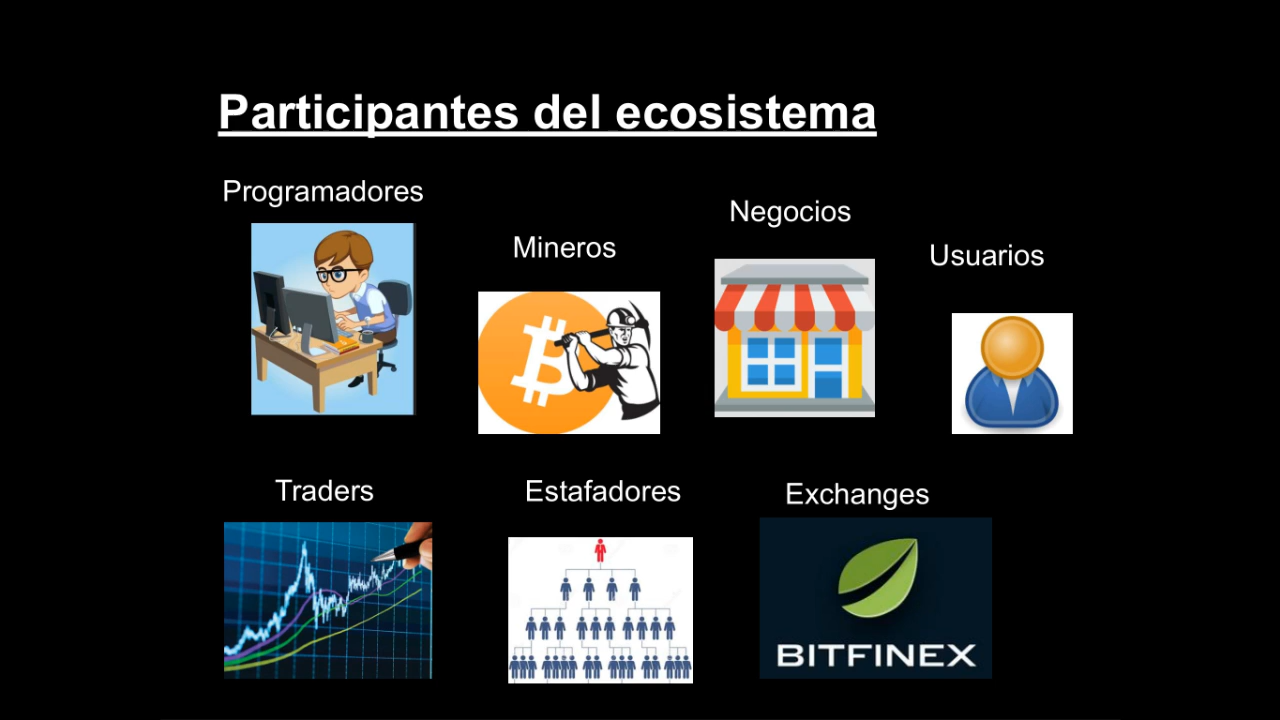 Participantes del ecosistema
Programadores
Mineros
Negocios
Usuarios
Traders
Estafadores
Exchanges
BITFINEX